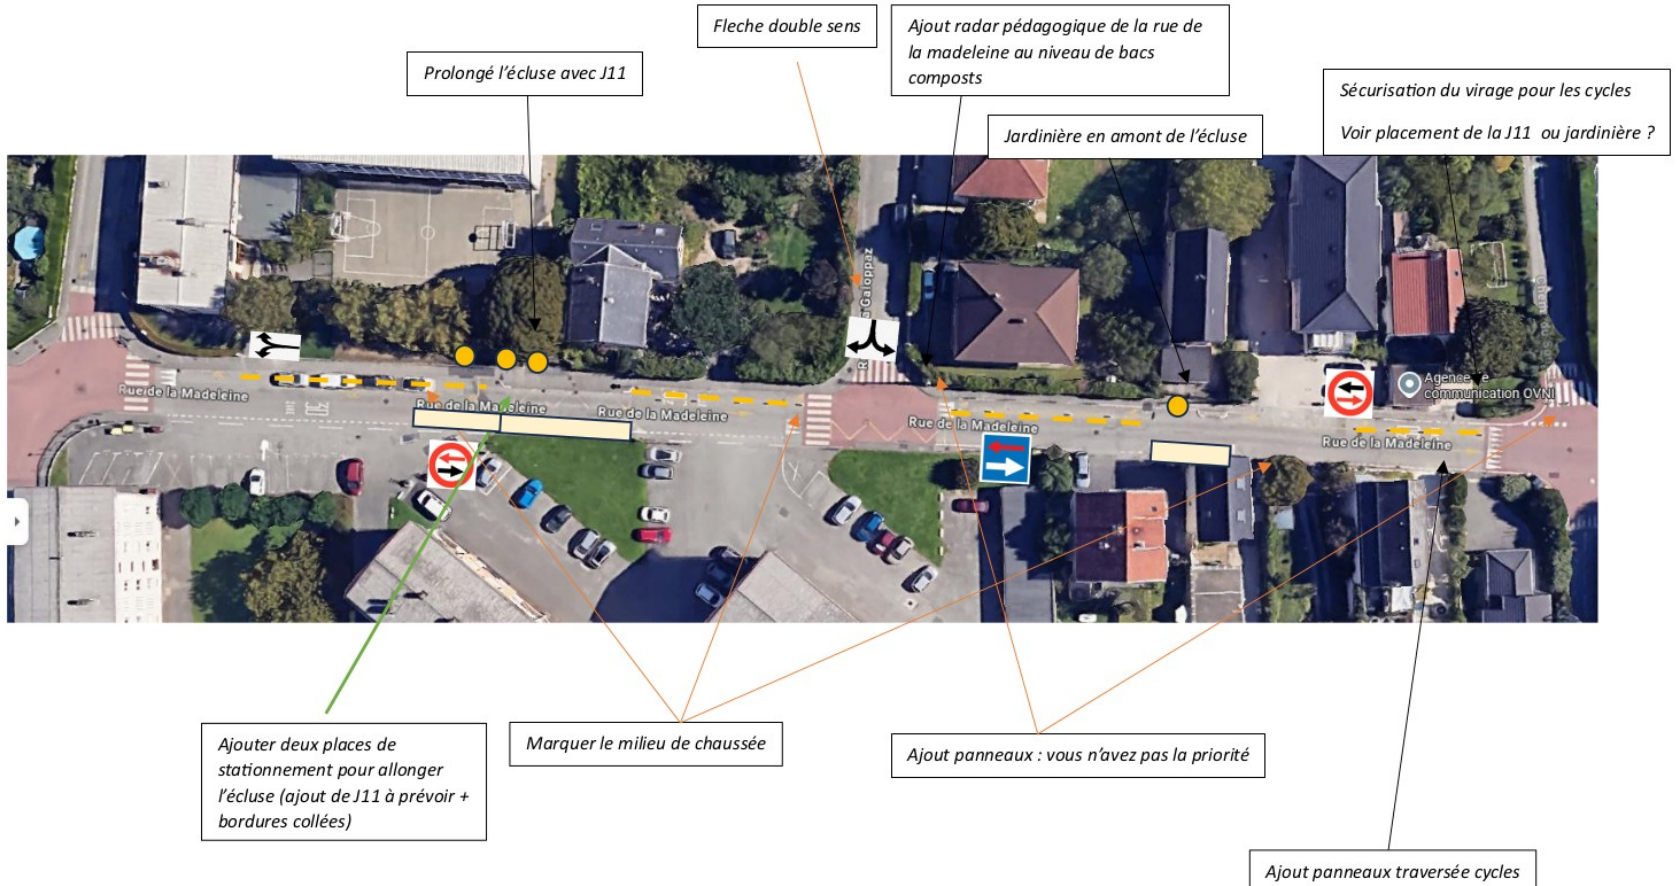 Fleche double sens
Ajout radar pédagogique de la rue de
la madeleine au niveau de bacs
composts
Prolongé l’écluse avec J11
Sécurisation du virage pour les cycles
Voir placement de la J11 ou jardinière ?
Jardinière en amont de l’écluse
Galoppaz
Rue de la Madeleine
Rue de la Madeleine
Rue de la Madeleine
Rue de la Madeleine
Agence de
communication OVNI
Rue de la Madeleine
Ajouter deux places de
stationnement pour allonger
l’écluse (ajout de J11 à prévoir +
bordures collées)
Marquer le milieu de chaussée
Ajout panneaux : vous n’avez pas la priorité
Ajout panneaux traversée cycles